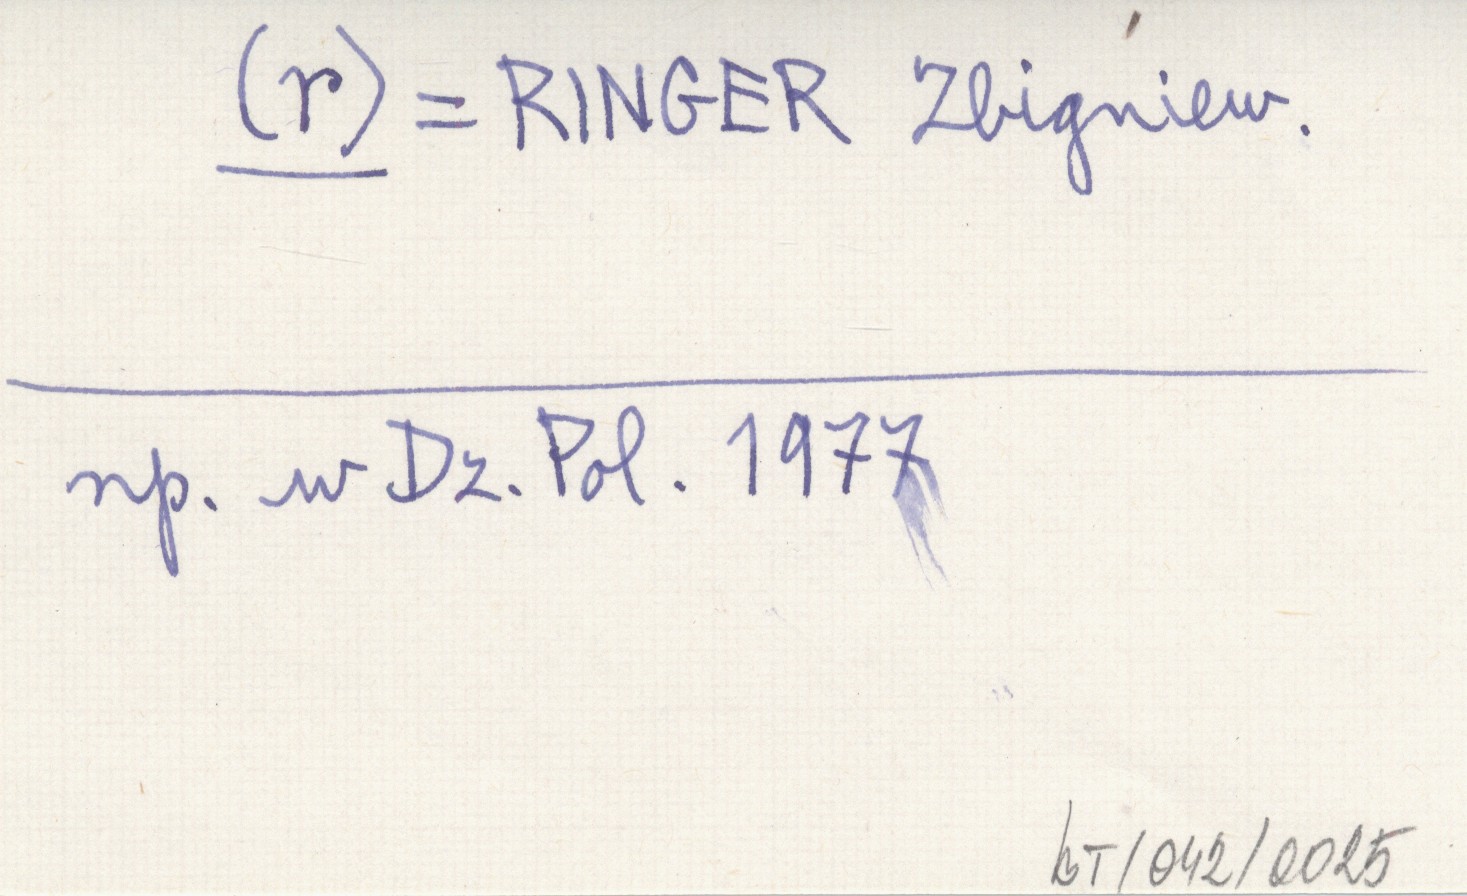 (r) = RINGER Zbigniew.
np. w Dz. Pol. 1977
bT/042/0025